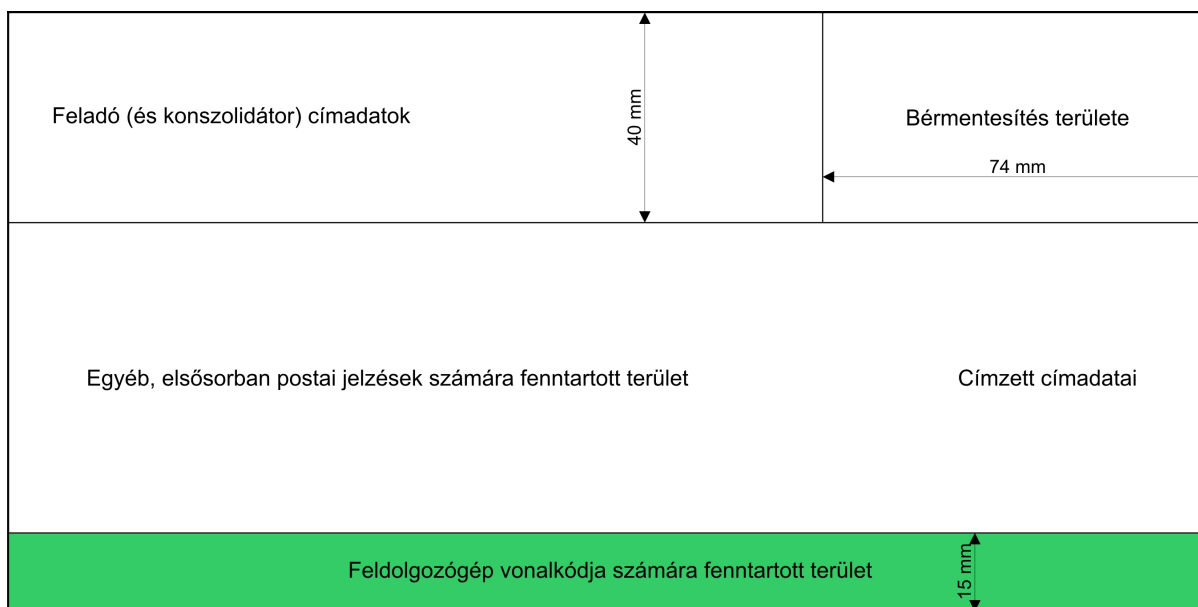 Feladó (és konszolidátor) címadatok
40 mm
Bérmentesítés területe
74 mm
Egyéb, elsősorban postai jelzések számára fenntartott terület
Címzett címadatai
Feldolgozógép vonalkódja számára fenntartott terület
15 mm